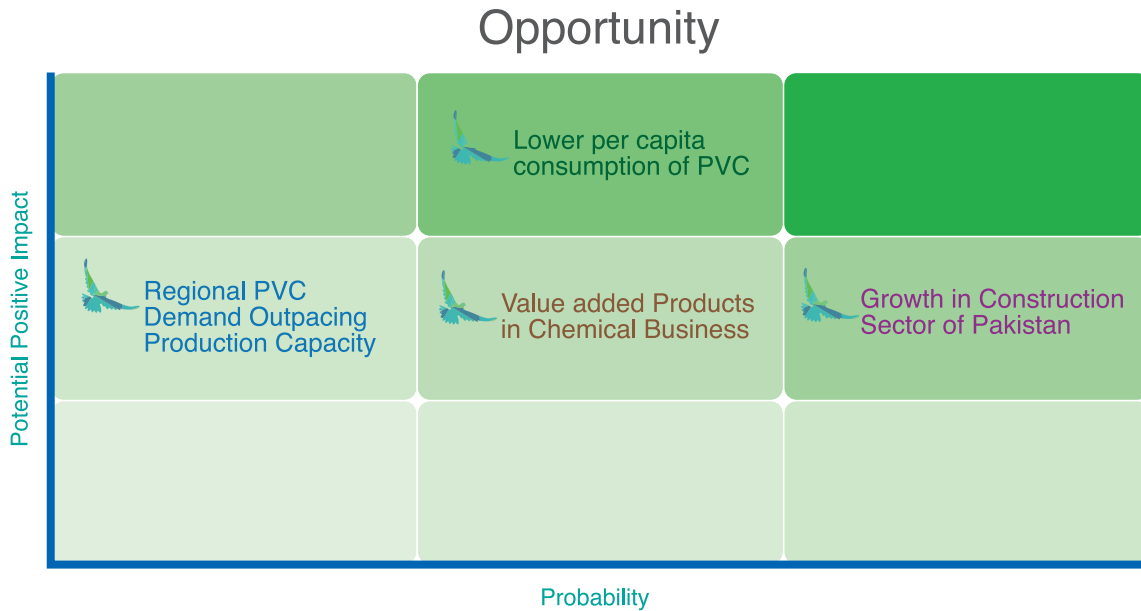 Opportunity
Potential Positive Impact
Lower per capita
consumption of PVC
Regional PVC
Demand Outpacing
Production Capacity
Value added Products
in Chemical Business
Growth in Construction
Sector of Pakistan
Probability